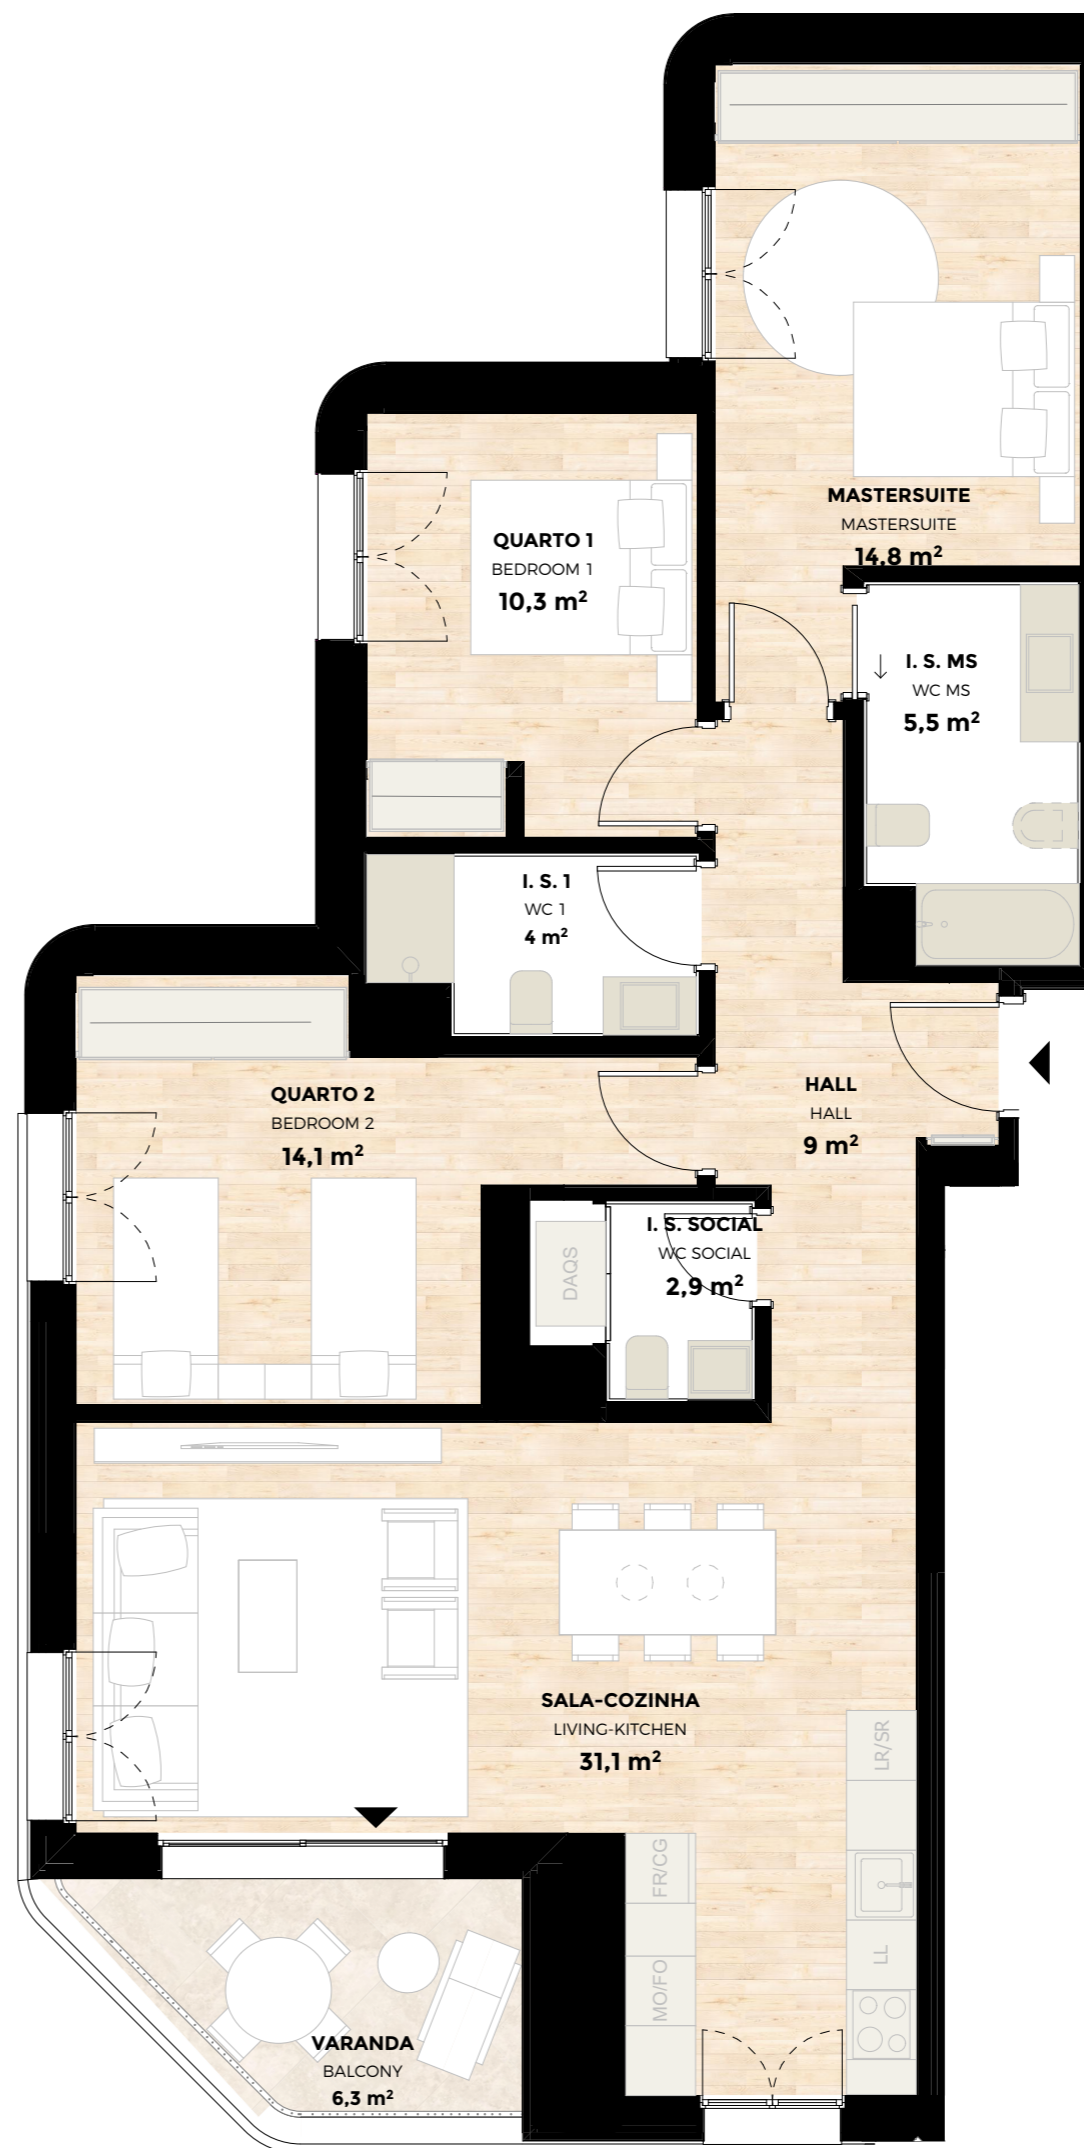 MASTERSUITE
MASTERSUITE
14,8 m²
QUARTO 1
BEDROOM 1
10,3 m²
I. S. MS
WC MS
5,5 m²
I. S. 1
WC 1
4 m²
QUARTO 2
BEDROOM 2
14,1 m²
HALL
HALL
9 m²
I. S. SOCIAL
WC SOCIAL
2,9 m²
DAQS
SALA-COZINHA
LIVING-KITCHEN
31,1 m²
LR/SR
FR/CG
LL
MO/FO
VARANDA
BALCONY
6,3 m²